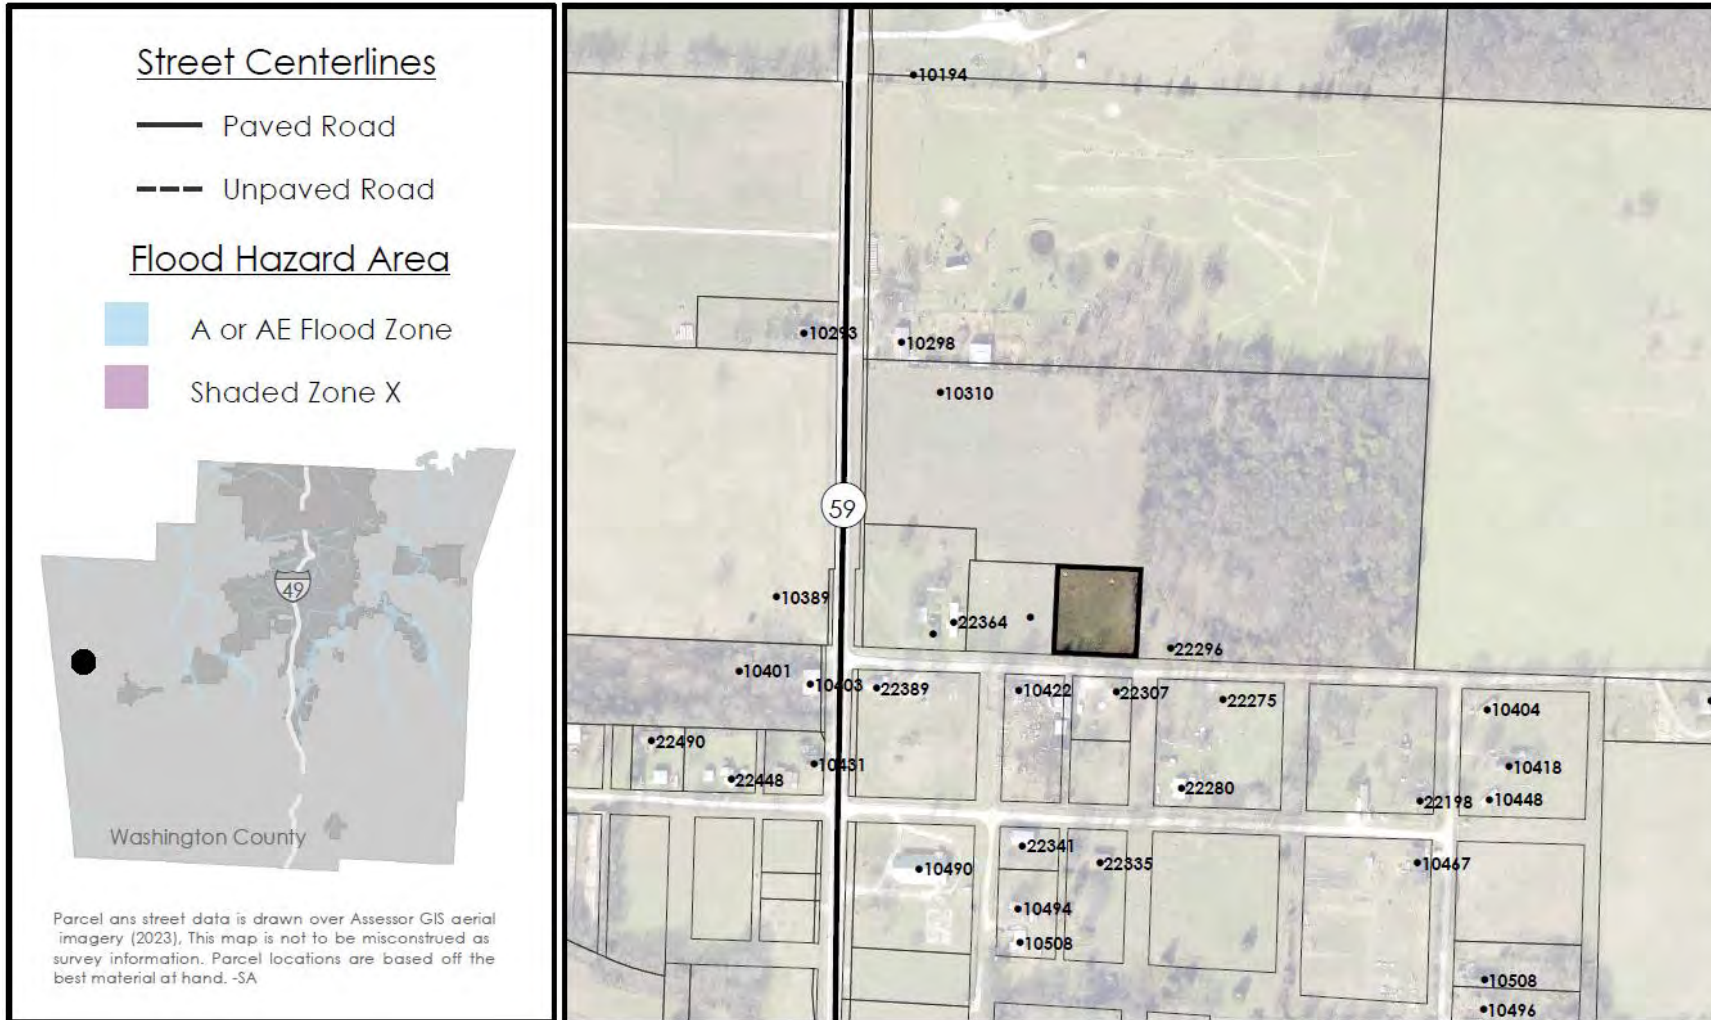 Street Centerlines
Paved Road
Unpaved Road
Flood Hazard Area
A or AE Flood Zone
Shaded Zone X
49
Washington County
Parcel ans street data is drawn over Assessor GIS aerial
imagery (2023), This map is not to be misconstrued as
survey information. Parcel locations are based off the
best material at hand. -SA
10194
10293
10298
10310
59
10389
22364
22296
10401
10403
22389
10422
22307
22275
10404
22490
10431
22448
10418
22280
22198
10448
22341
22335
10467
10490
10494
10508
10508
10496